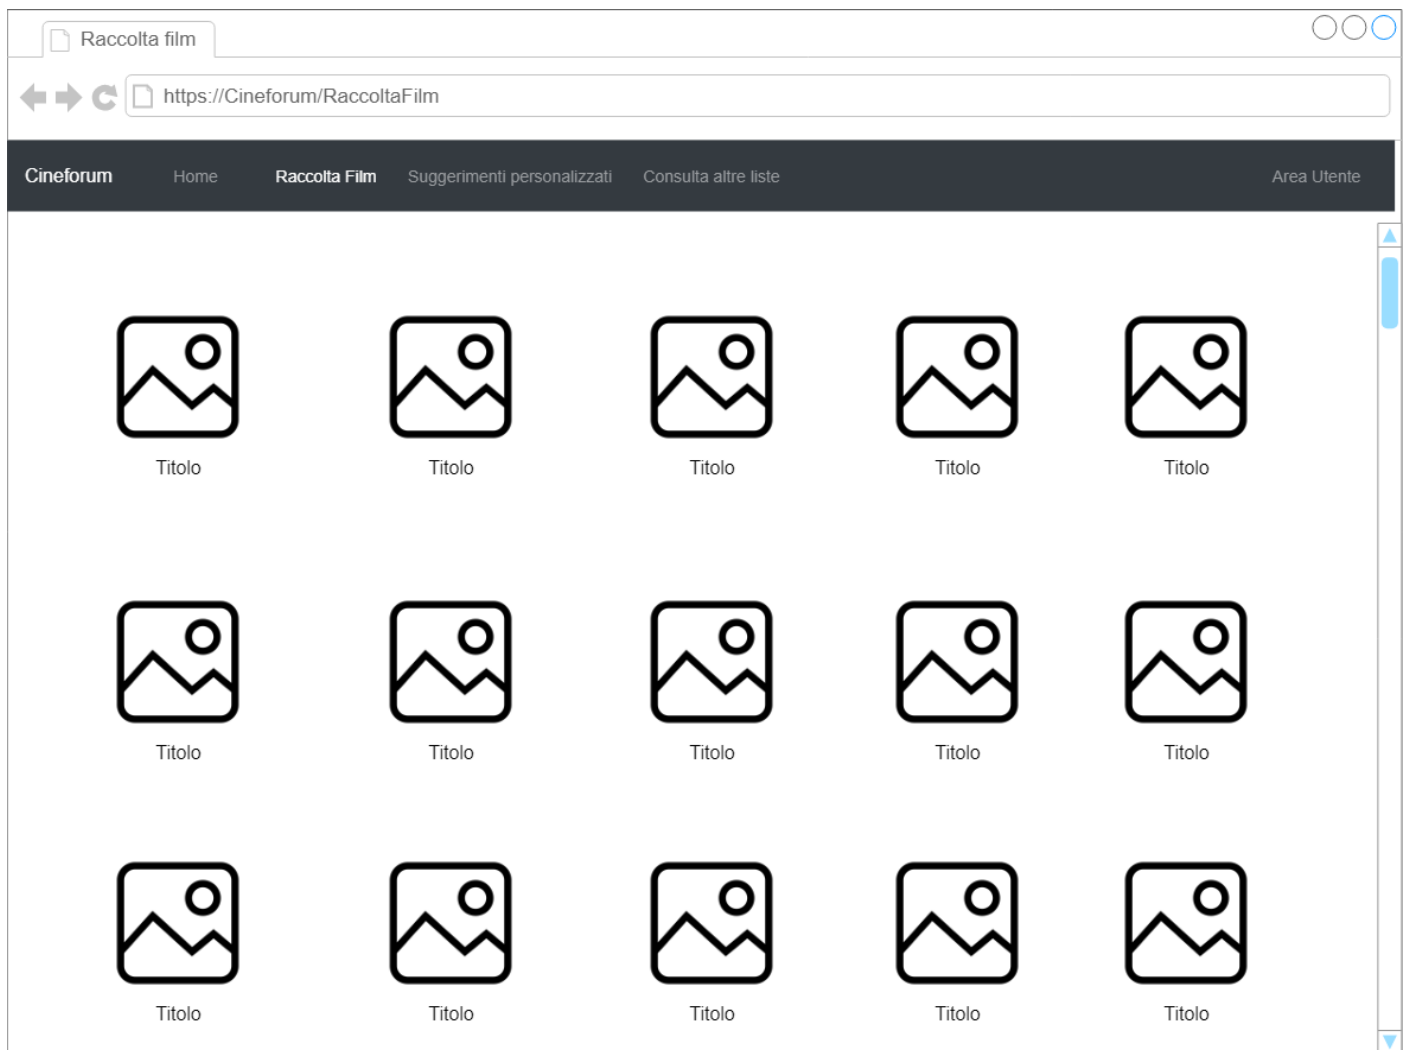 Raccolta film
https://Cineforum/RaccoltaFilm
Cineforum Home Raccolta Film Suggerimenti personalizzati Consulta altre liste Area Utente
Titolo Titolo Titolo Titolo Titolo
Titolo Titolo Titolo Titolo Titolo
Titolo Titolo Titolo Titolo Titolo